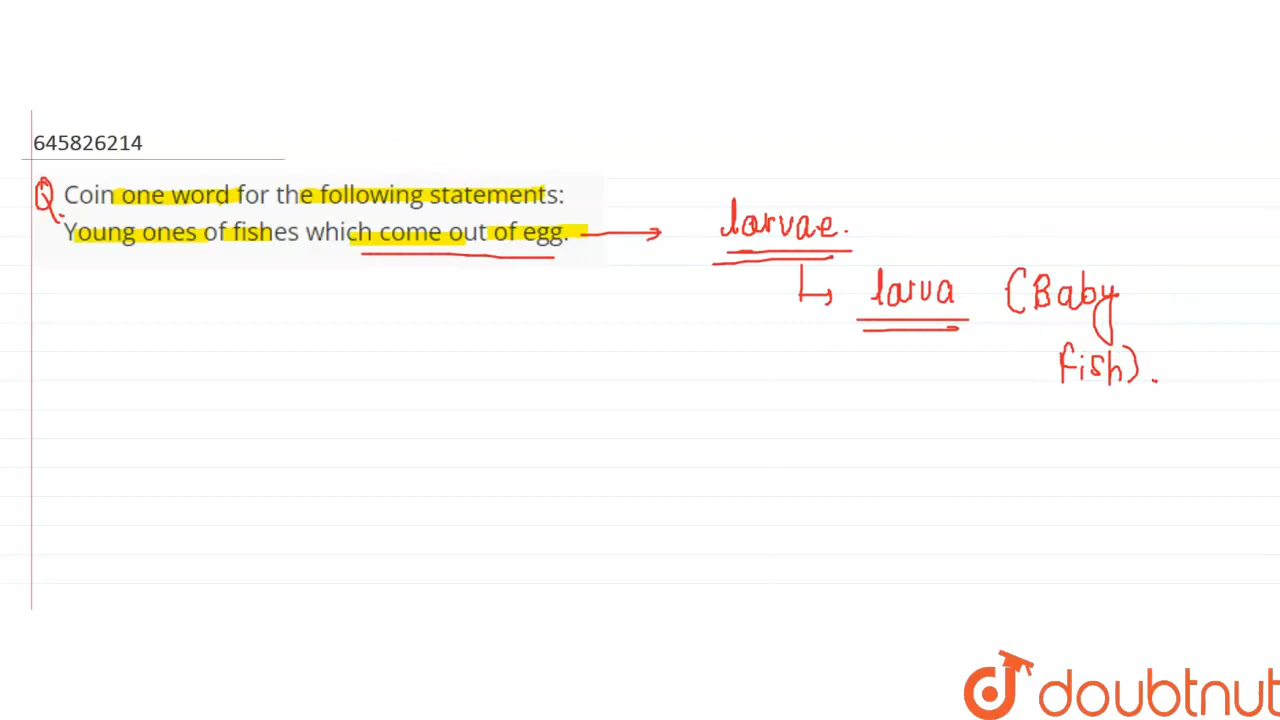 645826214
Q. Coin one word for the following statements:
Young ones of fishes which come out of egg. → larvae.
↳ larva (Baby
fish).
doubtnut